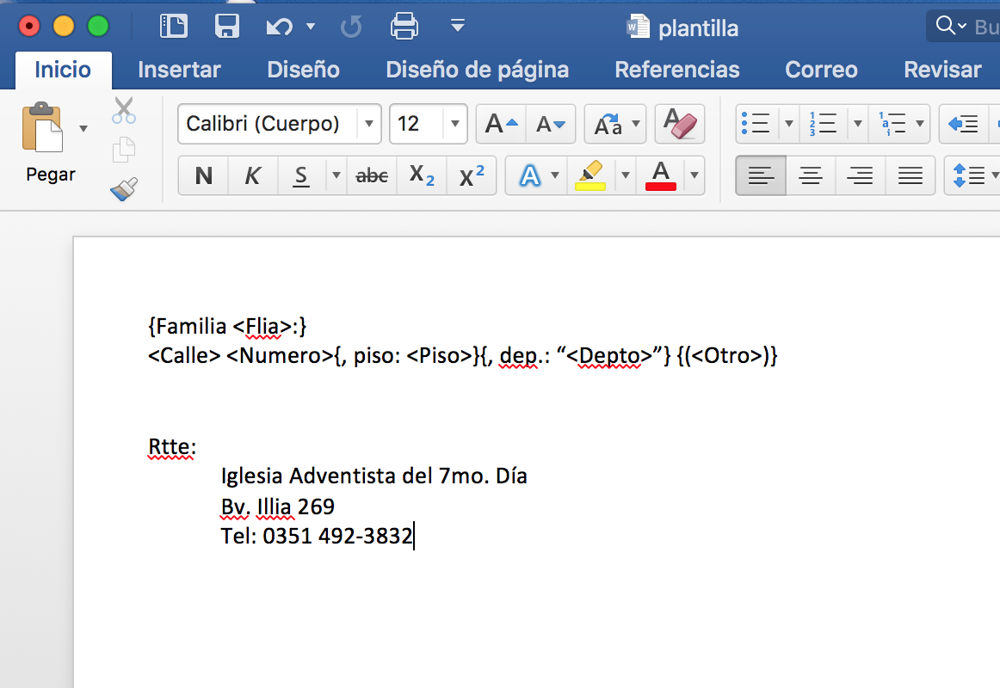 plantilla
Bu
Inicio Insertar Diseño Diseño de página Referencias Correo Revisar
Calibri (Cuerpo) 12 A A Aa A
Pegar
N K S abc X2 X2 A A
{Familia <Flia>:}
<Calle> <Numero>{, piso: <Piso>}{, dep.: “<Depto>”} {(<Otro>)}
Rtte:
Iglesia Adventista del 7mo. Día
Bv. Illia 269
Tel: 0351 492-3832